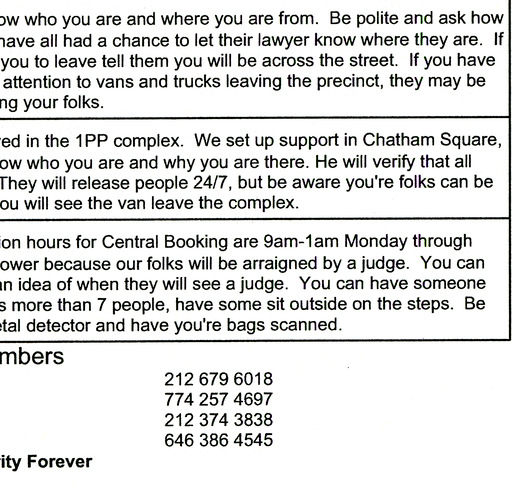 ow who you are and where you are from. Be polite and ask how
have all had a chance to let their lawyer know where they are. If
you to leave tell them you will be across the street. If you have
attention to vans and trucks leaving the precinct, they may be
ng your folks.
ed in the 1PP complex. We set up support in Chatham Square,
ow who you are and why you are there. He will verify that all
They will release people 24/7, but be aware you're folks can be
ou will see the van leave the complex.
ion hours for Central Booking are 9am-1am Monday through
ower because our folks will be arraigned by a judge. You can
an idea of when they will see a judge. You can have someone
s more than 7 people, have some sit outside on the steps. Be
etal detector and have you're bags scanned.
mbers
212 679 6018
774 257 4697
212 374 3838
646 386 4545
ity Forever